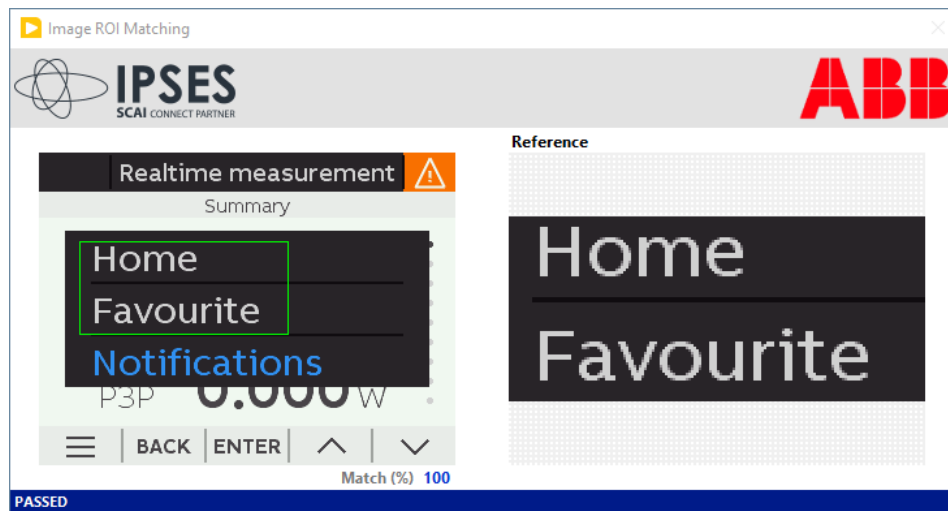 Image ROI Matching
IPSES
SCAI CONNECT PARTNER
ABB
Reference
Realtime measurement
Summary
Home
Favourite
Notifications
P3P 0.000 W
BACK ENTER
Match (%) 100
Home
Favourite
PASSED